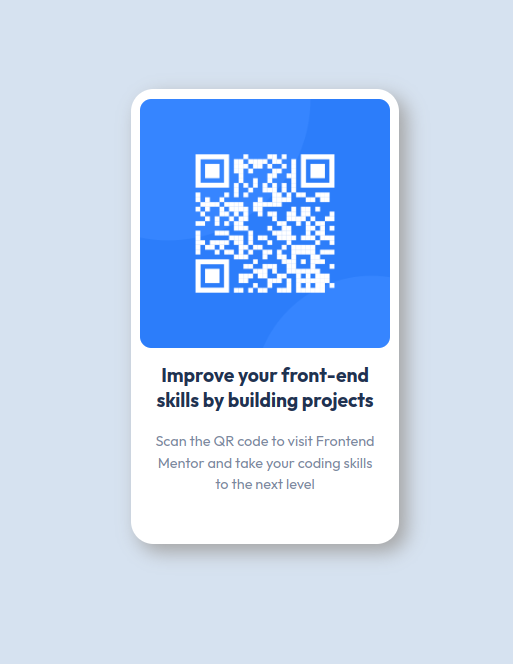 Improve your front-end
skills by building projects
Scan the QR code to visit Frontend
Mentor and take your coding skills
to the next level